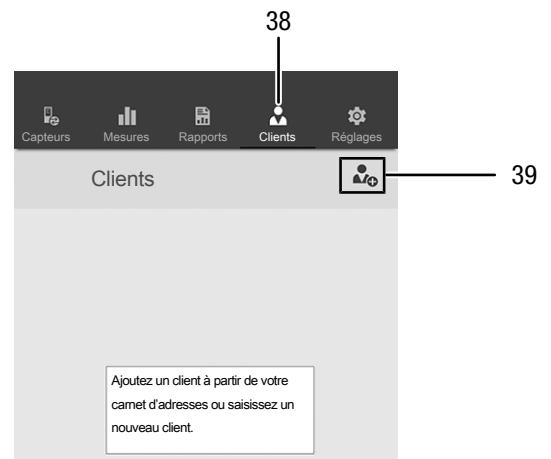 38
Capteurs Mesures Rapports Clients Réglages
Clients
39
Ajoutez un client à partir de votre
carnet d'adresses ou saisissez un
nouveau client.